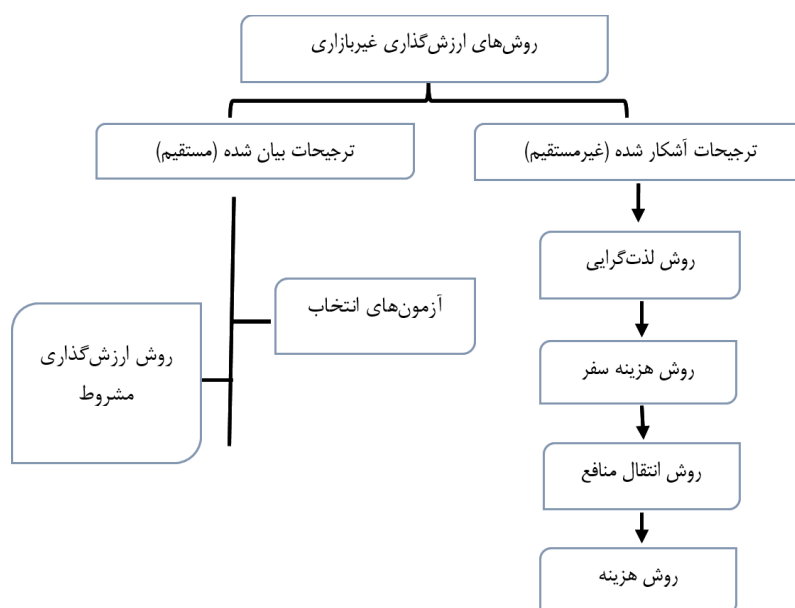 روش‌های ارزش‌گذاری غیربازاری
ترجیحات آشکار شده (غیرمستقیم)
ترجیحات بیان شده (مستقیم)
روش لذت‌گرایی
آزمون‌های انتخاب
روش ارزش‌گذاری
مشروط
روش هزینه سفر
روش انتقال منافع
روش هزینه